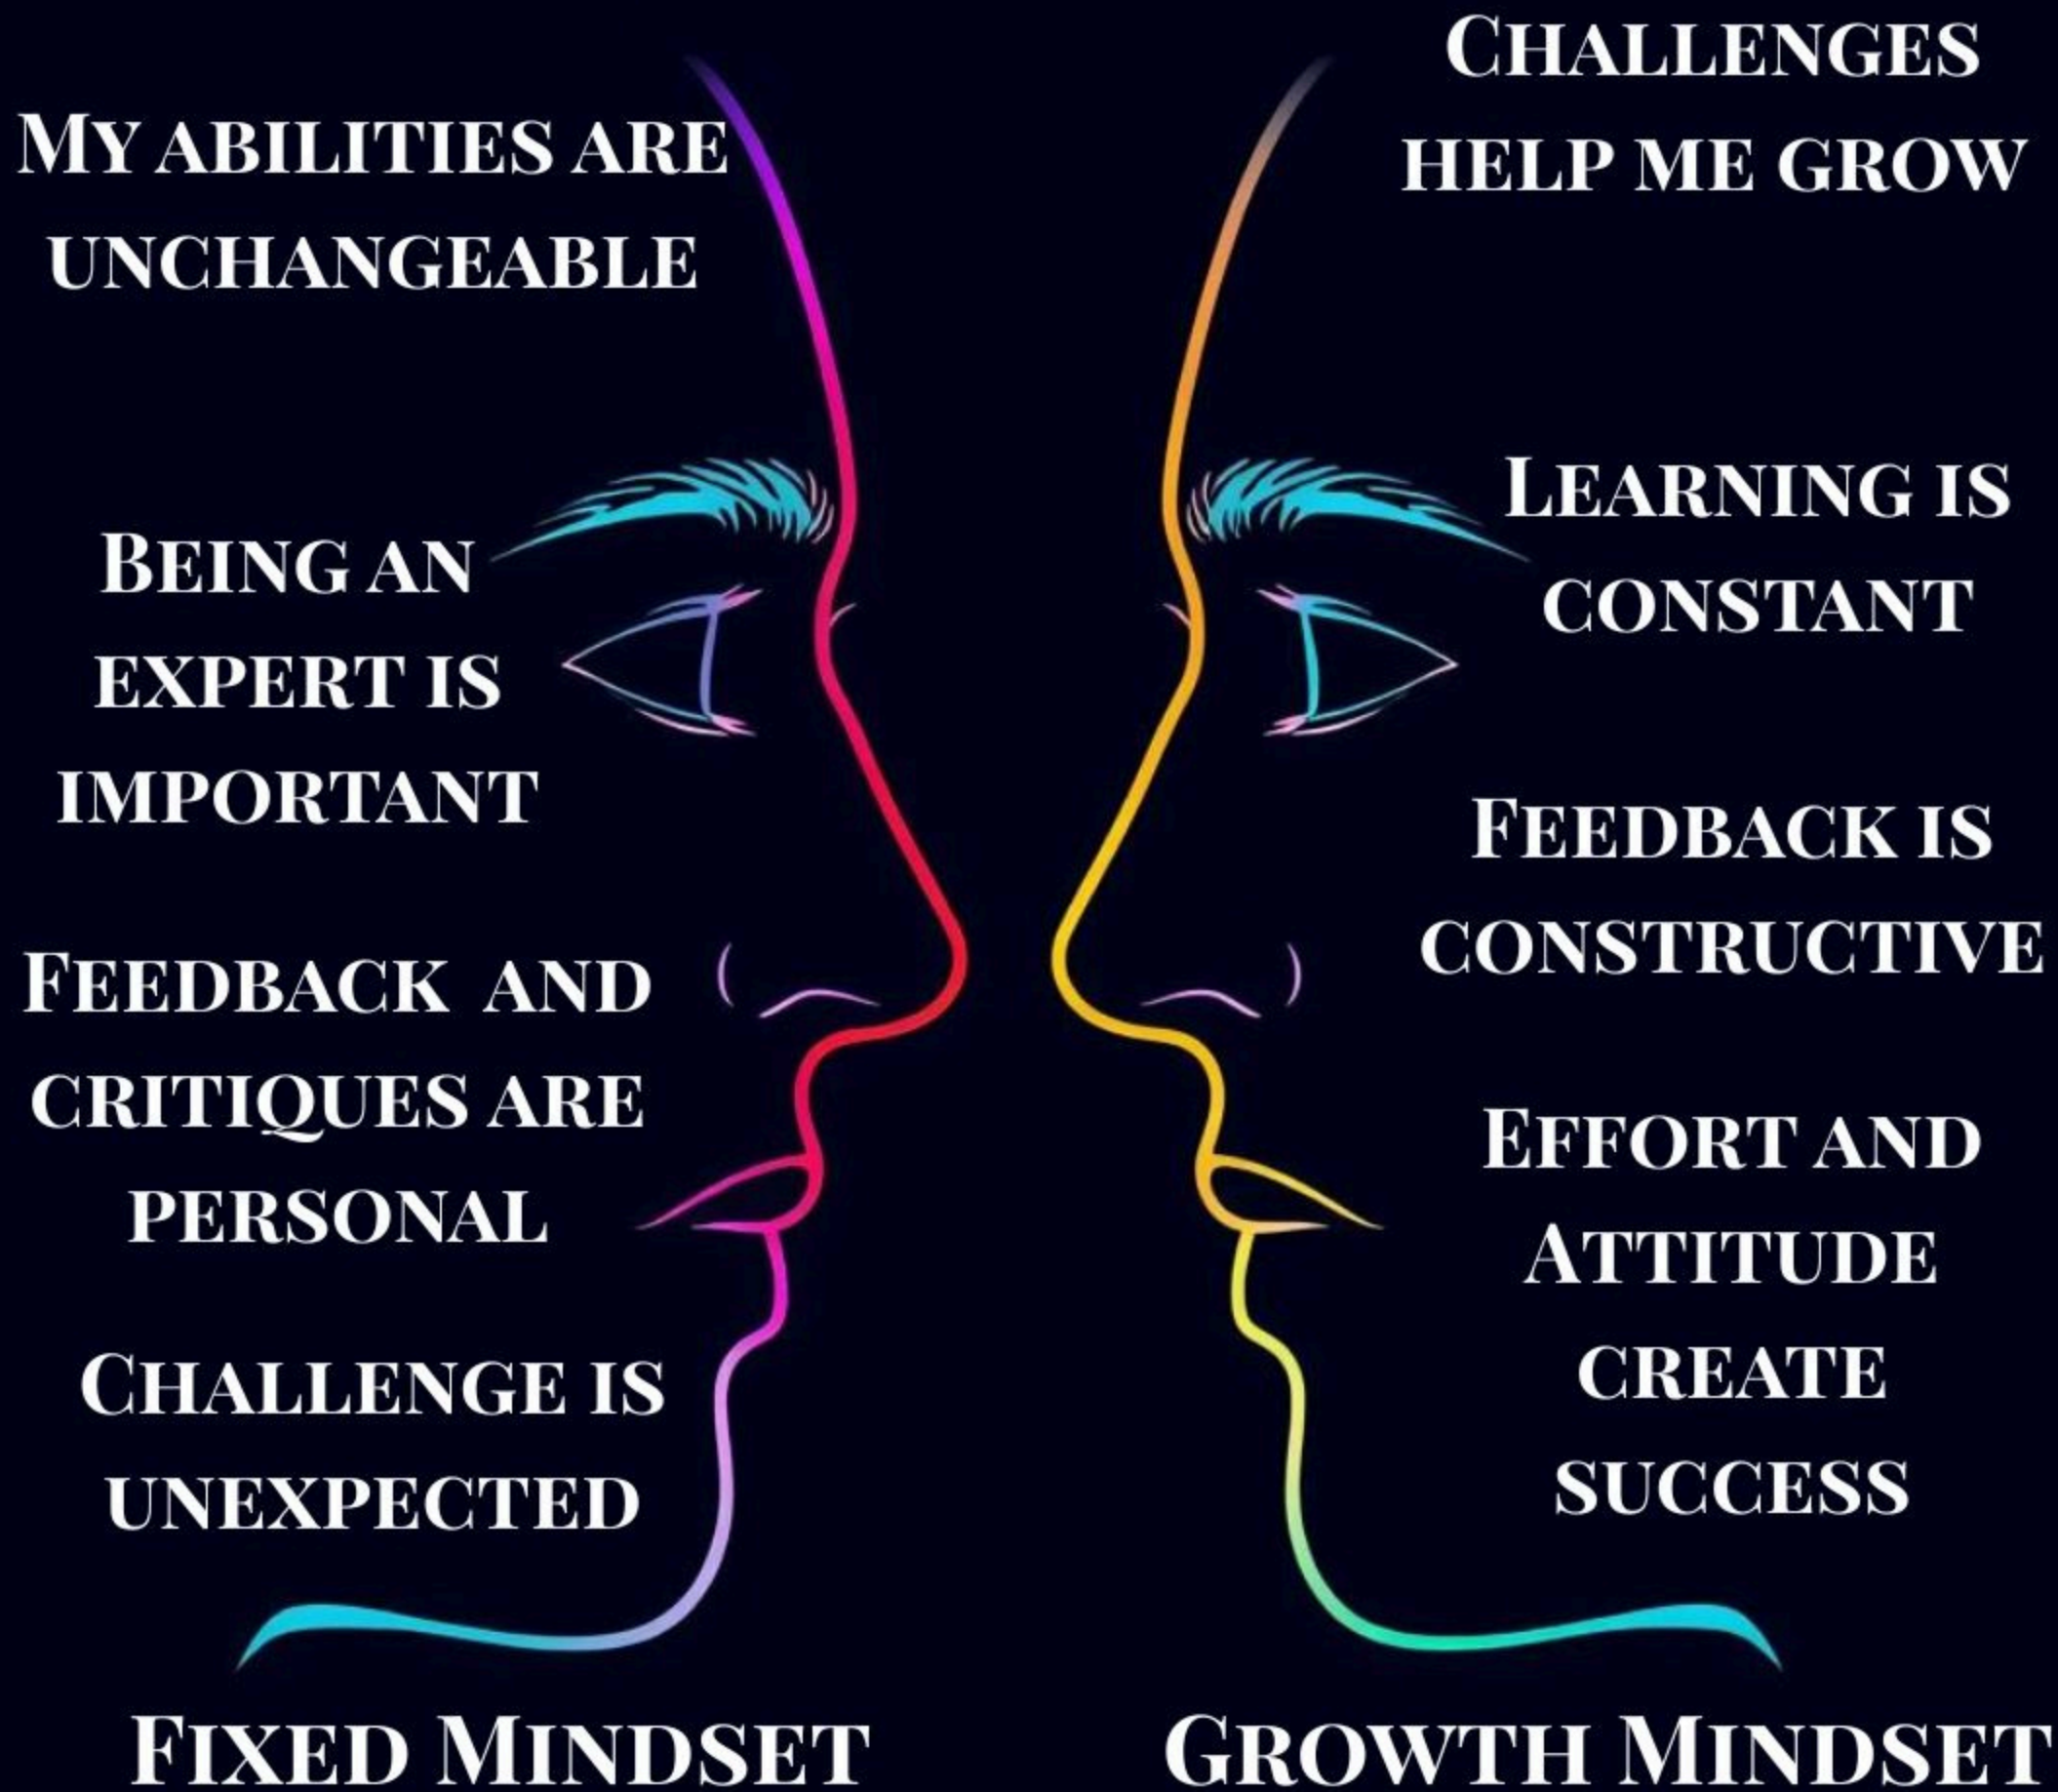 My abilities are
unchangeable
Being an
expert is
important
Feedback and
critiques are
personal
Challenge is
unexpected
Fixed Mindset
Challenges
help me grow
Learning is
constant
Feedback is
constructive
Effort and
Attitude
create
success
Growth Mindset